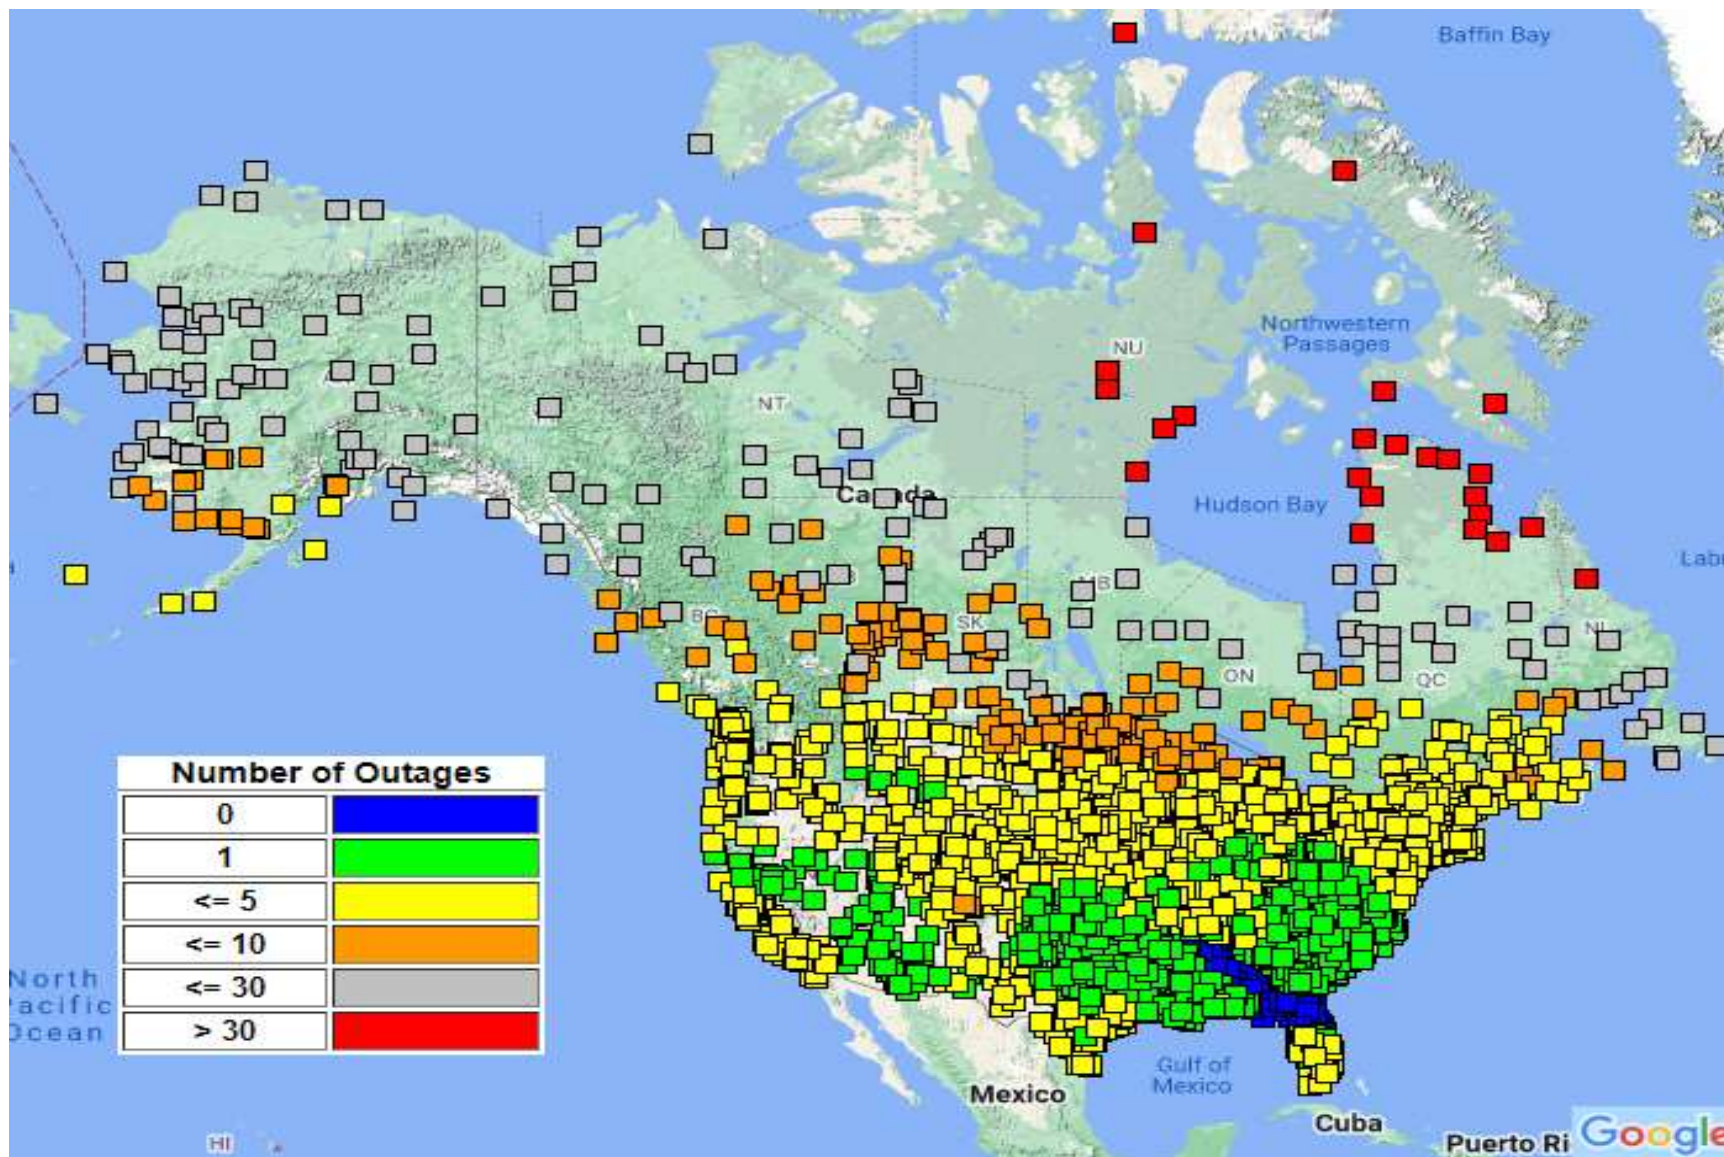 Baffin Bay
Northwestern
Passages
NU
NT
Canada
Hudson Bay
Labr
MB
BC
SK
NL
ON
QC
Number of Outages
0
1
<= 5
<= 10
<= 30
> 30
North
Pacific
Ocean
Gulf of
Mexico
Mexico
Cuba
HI
Puerto Ri
Google